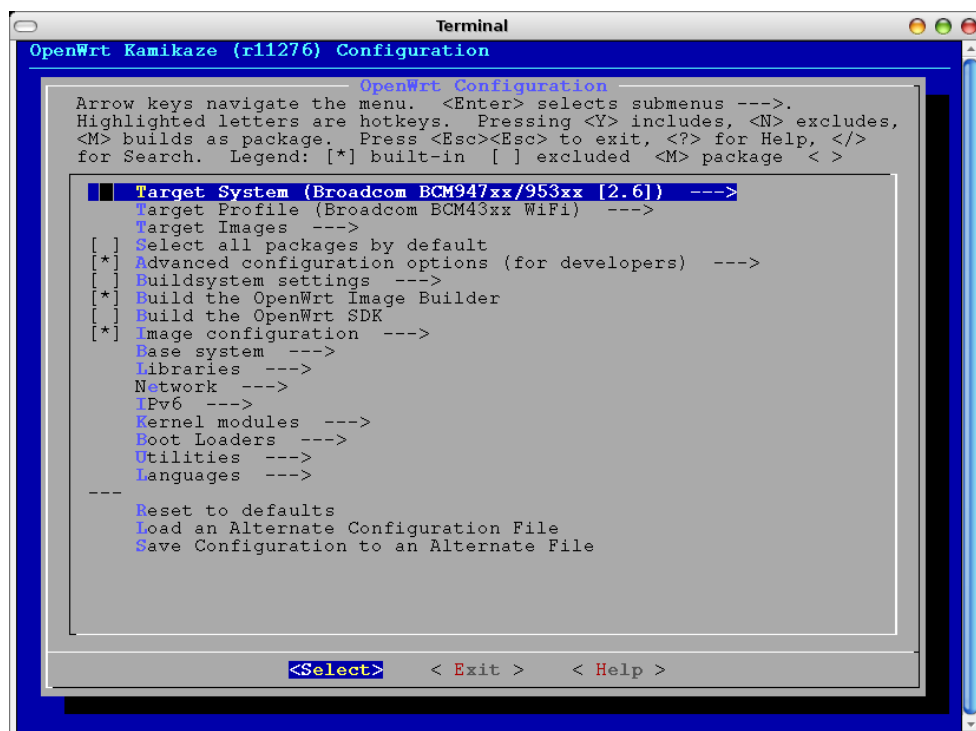 Terminal
OpenWrt Kamikaze (r11276) Configuration
OpenWrt Configuration
Arrow keys navigate the menu.  <Enter> selects submenus --->.
Highlighted letters are hotkeys.  Pressing <Y> includes, <N> excludes,
<M> builds as package.  Press <Esc><Esc> to exit, <?> for Help, </>
for Search.  Legend: [*] built-in  [ ] excluded  <M> package  < >
Target System (Broadcom BCM947xx/953xx [2.6])  --->
Target Profile (Broadcom BCM43xx WiFi)  --->
Target Images  --->
[ ] Select all packages by default
[*] Advanced configuration options (for developers)  --->
[ ] Buildsystem settings  --->
[*] Build the OpenWrt Image Builder
[ ] Build the OpenWrt SDK
[*] Image configuration  --->
Base system  --->
Libraries  --->
Network  --->
IPv6  --->
Kernel modules  --->
Boot Loaders  --->
Utilities  --->
Languages  --->
---
Reset to defaults
Load an Alternate Configuration File
Save Configuration to an Alternate File
<Select>    < Exit >    < Help >